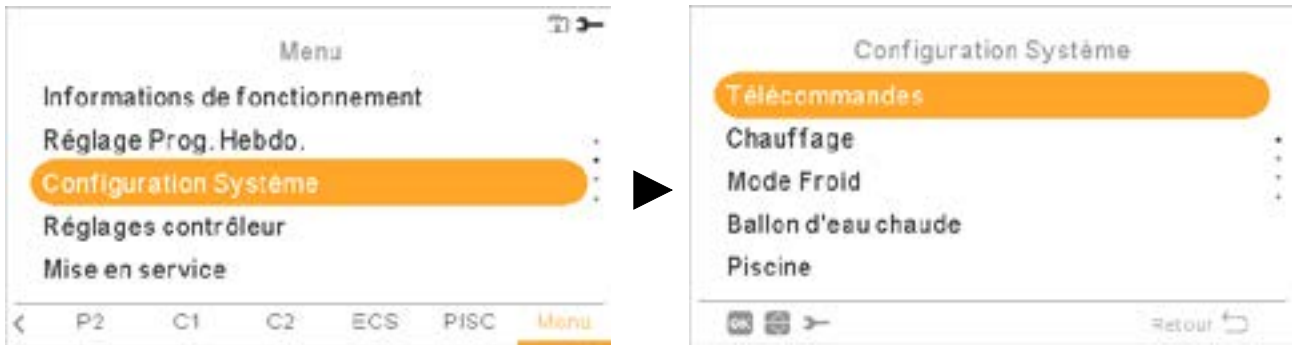 Menu
Informations de fonctionnement
Réglage Prog. Hebdo.
Configuration Système
Réglages contrôleur
Mise en service
P2 C1 C2 ECS PISC Menu
Configuration Système
Télécommandes
Chauffage
Mode Froid
Ballon d'eau chaude
Piscine
OK Retour